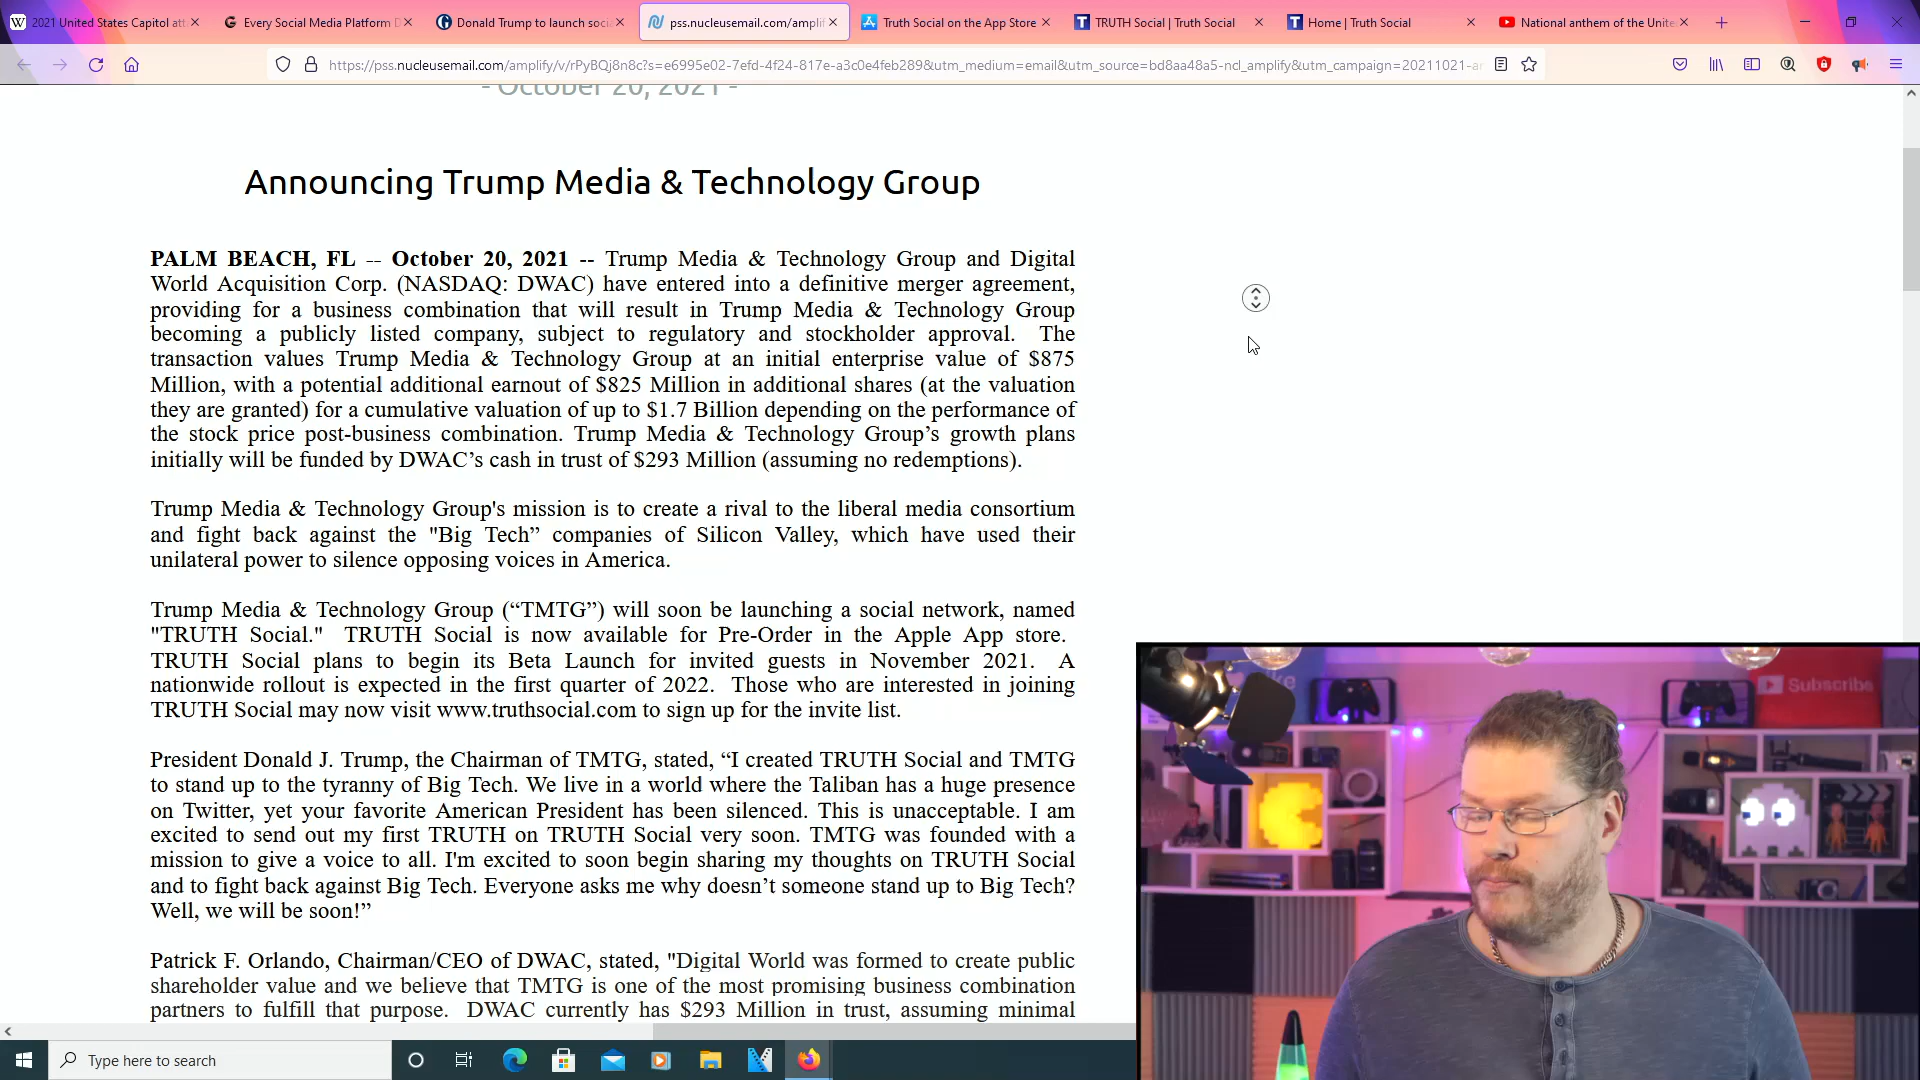 2021 United States Capitol att
Every Social Media Platform D
Donald Trump to launch socia
pss.nucleusemail.com/amplif
Truth Social on the App Store
TRUTH Social | Truth Social
Home | Truth Social
National anthem of the Unite
https://pss.nucleusemail.com/amplify/v/rPyBQj8n8c?s=e6995e02-7efd-4f24-817e-a3c0e4feb289&utm_medium=email&utm_source=bd8aa48a5-ncl_amplify&utm_campaign=20211021-ar
- October 20, 2021 -
Announcing Trump Media & Technology Group
PALM BEACH, FL -- October 20, 2021 -- Trump Media & Technology Group and Digital
World Acquisition Corp. (NASDAQ: DWAC) have entered into a definitive merger agreement,
providing for a business combination that will result in Trump Media & Technology Group
becoming a publicly listed company, subject to regulatory and stockholder approval. The
transaction values Trump Media & Technology Group at an initial enterprise value of $875
Million, with a potential additional earnout of $825 Million in additional shares (at the valuation
they are granted) for a cumulative valuation of up to $1.7 Billion depending on the performance of
the stock price post-business combination. Trump Media & Technology Group’s growth plans
initially will be funded by DWAC’s cash in trust of $293 Million (assuming no redemptions).
Trump Media & Technology Group's mission is to create a rival to the liberal media consortium
and fight back against the "Big Tech” companies of Silicon Valley, which have used their
unilateral power to silence opposing voices in America.
Trump Media & Technology Group (“TMTG”) will soon be launching a social network, named
"TRUTH Social." TRUTH Social is now available for Pre-Order in the Apple App store.
TRUTH Social plans to begin its Beta Launch for invited guests in November 2021. A
nationwide rollout is expected in the first quarter of 2022. Those who are interested in joining
TRUTH Social may now visit www.truthsocial.com to sign up for the invite list.
President Donald J. Trump, the Chairman of TMTG, stated, “I created TRUTH Social and TMTG
to stand up to the tyranny of Big Tech. We live in a world where the Taliban has a huge presence
on Twitter, yet your favorite American President has been silenced. This is unacceptable. I am
excited to send out my first TRUTH on TRUTH Social very soon. TMTG was founded with a
mission to give a voice to all. I'm excited to soon begin sharing my thoughts on TRUTH Social
and to fight back against Big Tech. Everyone asks me why doesn’t someone stand up to Big Tech?
Well, we will be soon!”
Patrick F. Orlando, Chairman/CEO of DWAC, stated, "Digital World was formed to create public
shareholder value and we believe that TMTG is one of the most promising business combination
partners to fulfill that purpose. DWAC currently has $293 Million in trust, assuming minimal
Subscribe
Type here to search